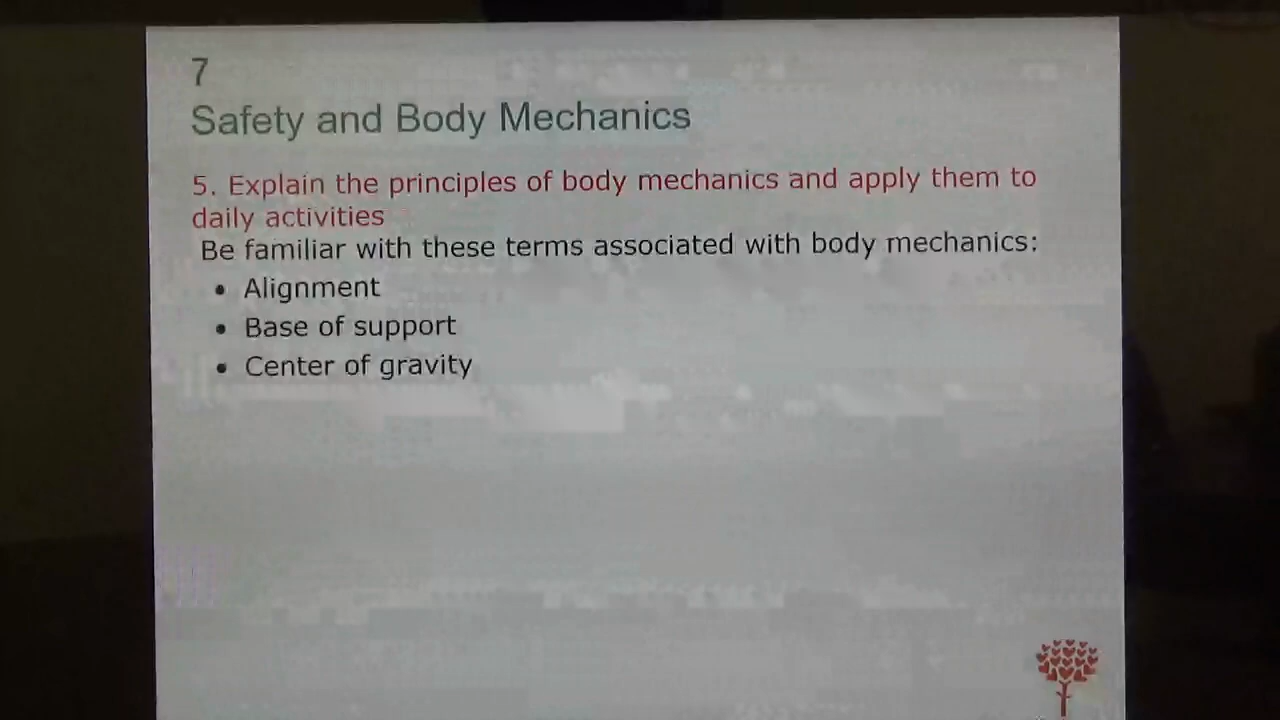 7
Safety and Body Mechanics
5. Explain the principles of body mechanics and apply them to
daily activities
Be familiar with these terms associated with body mechanics:
• Alignment
• Base of support
• Center of gravity